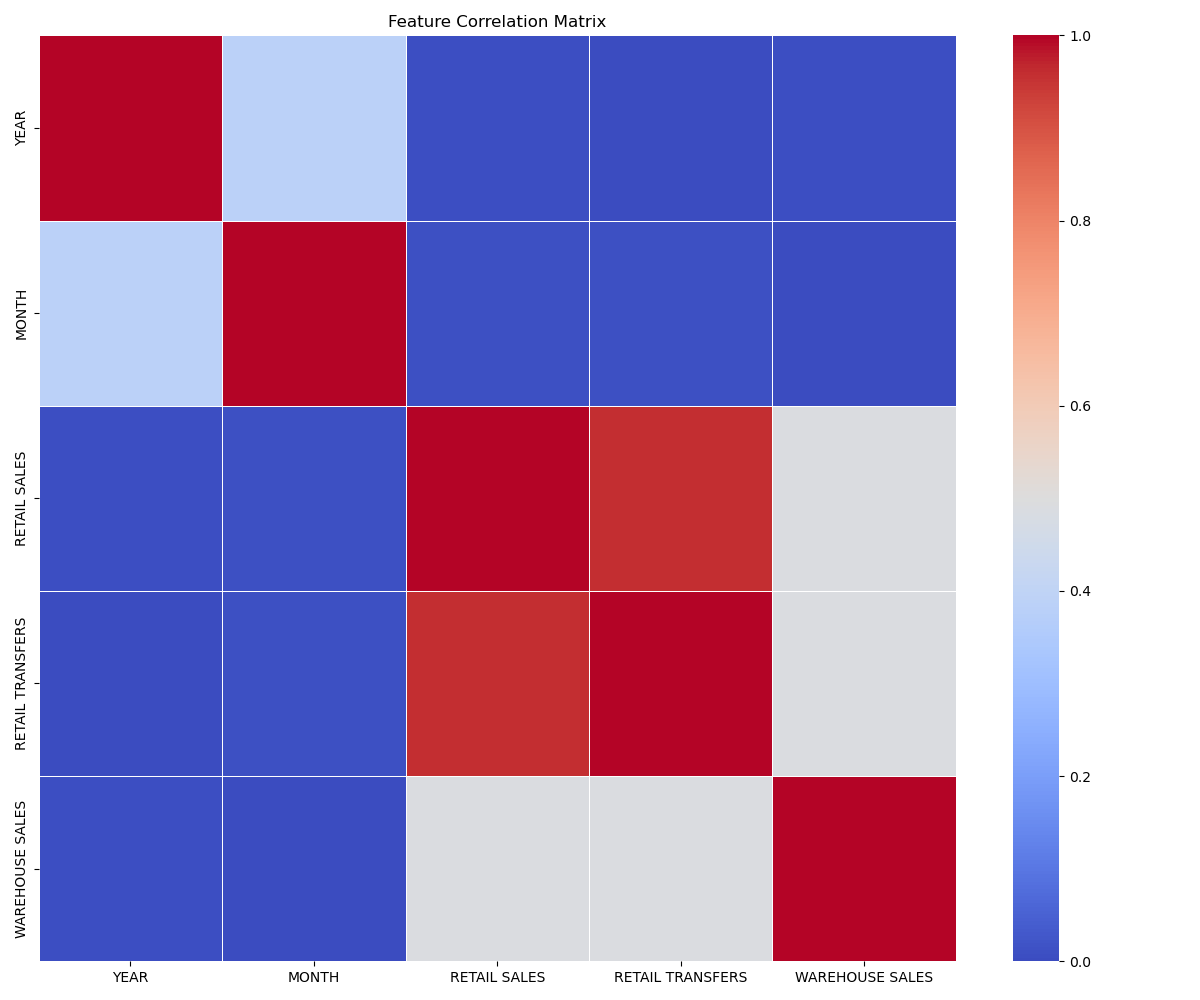 Feature Correlation Matrix
YEAR
MONTH
RETAIL SALES
RETAIL TRANSFERS
WAREHOUSE SALES
YEAR
MONTH
RETAIL SALES
RETAIL TRANSFERS
WAREHOUSE SALES
1.0
0.8
0.6
0.4
0.2
0.0